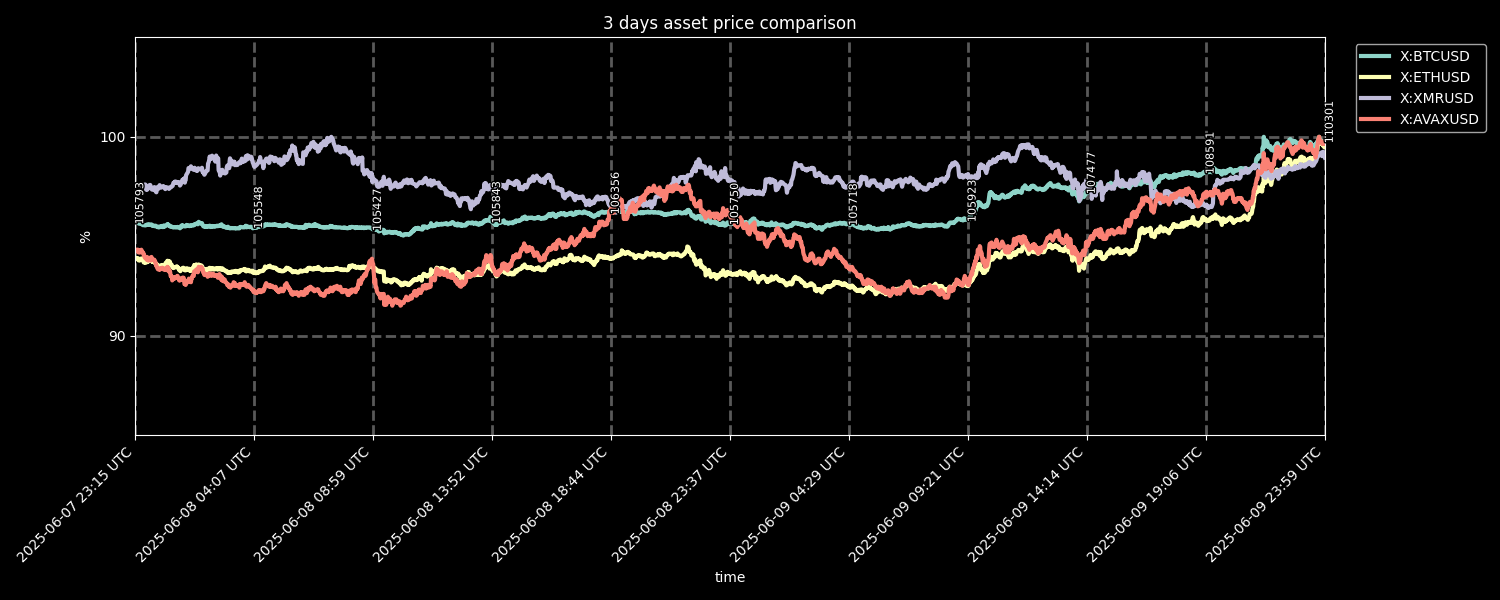 3 days asset price comparison
X:BTCUSD
X:ETHUSD
X:XMRUSD
X:AVAXUSD
100
90
%
105793
105348
105427
105843
106356
105750
105718
105923
107477
108591
110301
2025-06-07 23:15 UTC
2025-06-08 04:07 UTC
2025-06-08 08:59 UTC
2025-06-08 13:52 UTC
2025-06-08 18:44 UTC
2025-06-08 23:37 UTC
2025-06-09 04:29 UTC
2025-06-09 09:21 UTC
2025-06-09 14:14 UTC
2025-06-09 19:06 UTC
2025-06-09 23:59 UTC
time